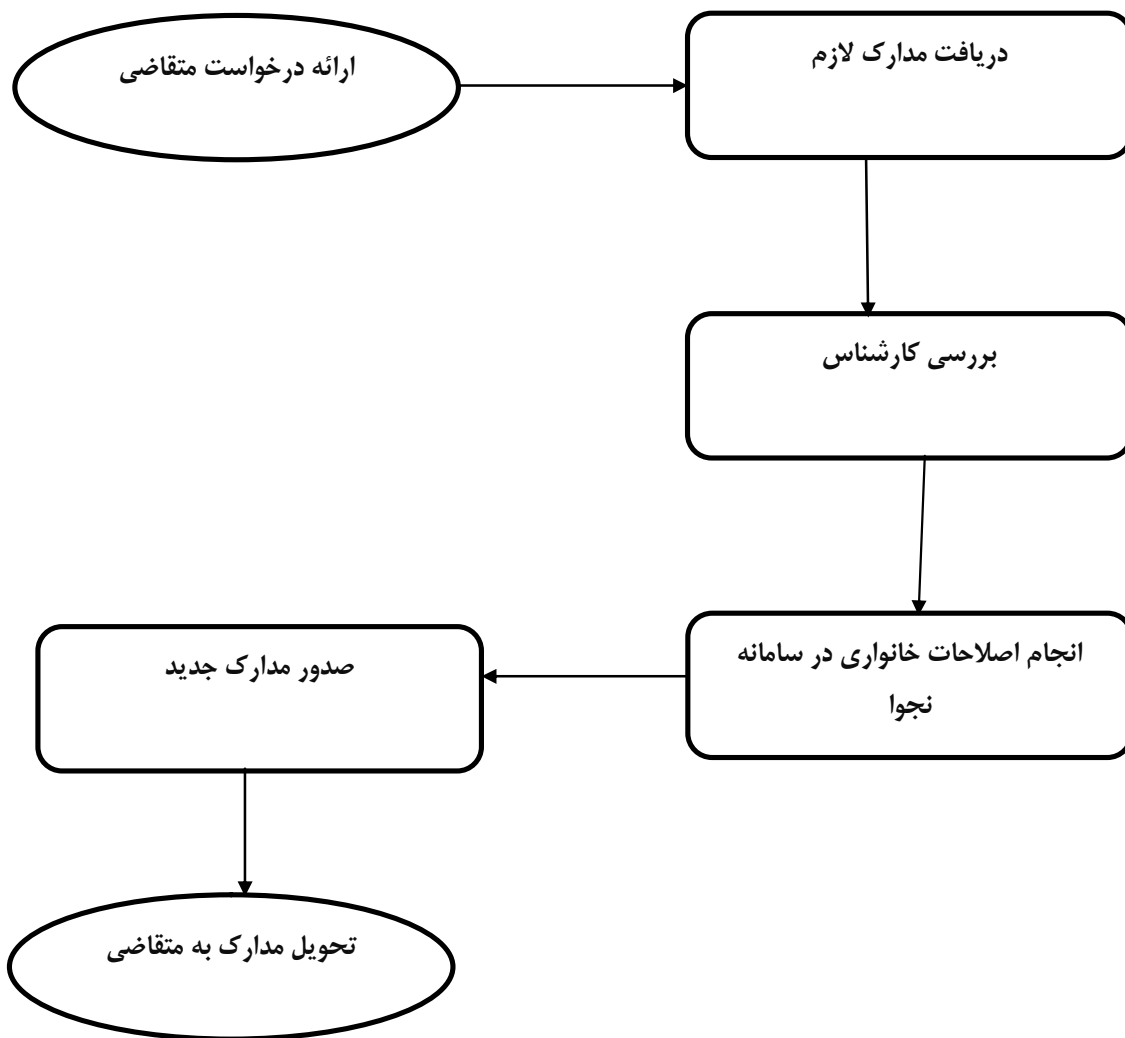 ارائه درخواست متقاضی
دریافت مدارک لازم
بررسی کارشناس
انجام اصلاحات خانواری در سامانه
نجوا
صدور مدارک جدید
تحویل مدارک به متقاضی